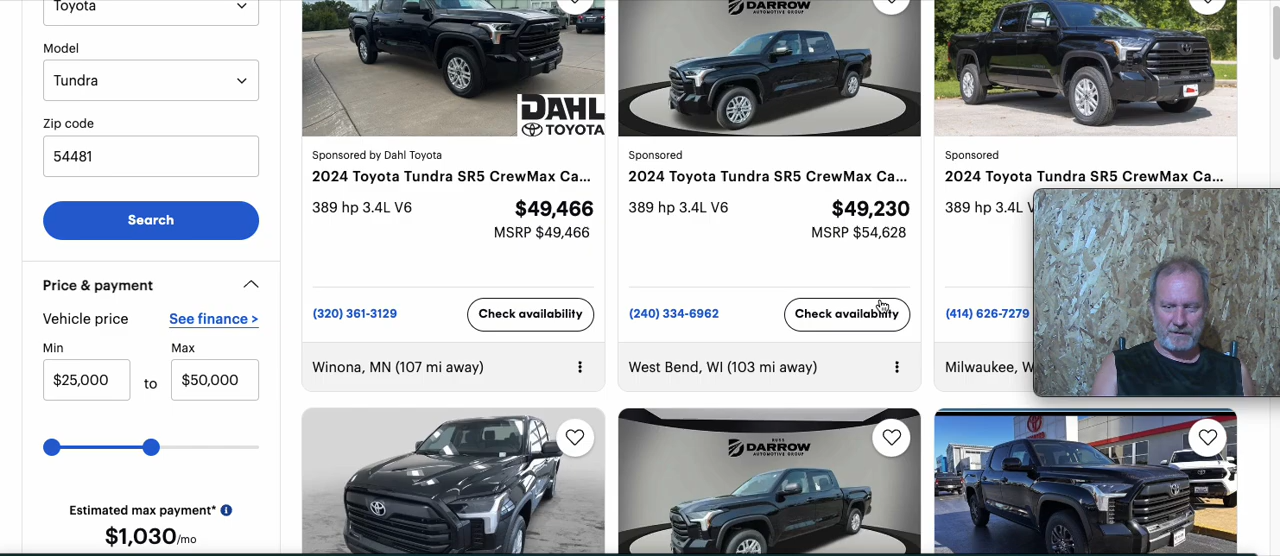 Toyota
Model
Tundra
Zip code
54481
Search
Price & payment
Vehicle price See finance >
Min Max
$25,000 to $50,000
Estimated max payment*
$1,030/mo
DAHL
TOYOTA
Sponsored by Dahl Toyota
2024 Toyota Tundra SR5 CrewMax Ca...
389 hp 3.4L V6 $49,466
MSRP $49,466
(320) 361-3129 Check availability
Winona, MN (107 mi away)
DARROW
AUTOMOTIVE GROUP
Sponsored
2024 Toyota Tundra SR5 CrewMax Ca...
389 hp 3.4L V6 $49,230
MSRP $54,628
(240) 334-6962 Check availability
West Bend, WI (103 mi away)
Sponsored
2024 Toyota Tundra SR5 CrewMax Ca...
389 hp 3.4L V
(414) 626-7279
Milwaukee, W
RUSS
DARROW
AUTOMOTIVE GROUP